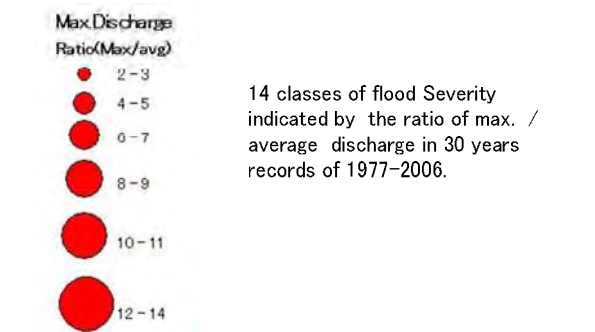 Max.Discharge
Ratio(Max/avg)
2-3
4-5
6-7
8-9
10-11
12-14
14 classes of flood Severity
indicated by the ratio of max. /
average discharge in 30 years
records of 1977-2006.